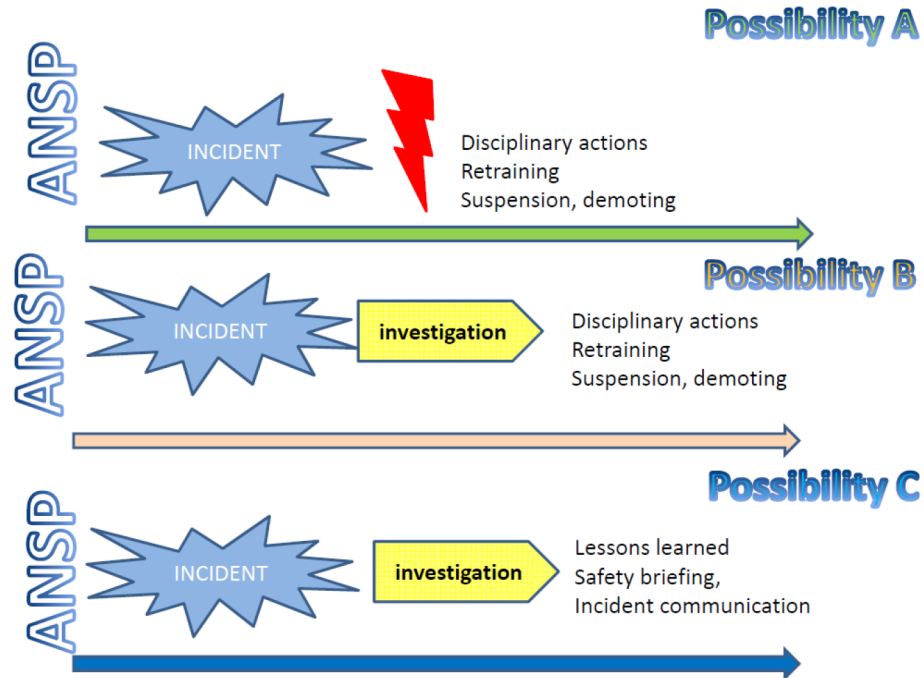 Possibility A
ANSP
INCIDENT
Disciplinary actions
Retraining
Suspension, demoting
Possibility B
ANSP
INCIDENT
investigation
Disciplinary actions
Retraining
Suspension, demoting
Possibility C
ANSP
INCIDENT
investigation
Lessons learned
Safety briefing,
Incident communication